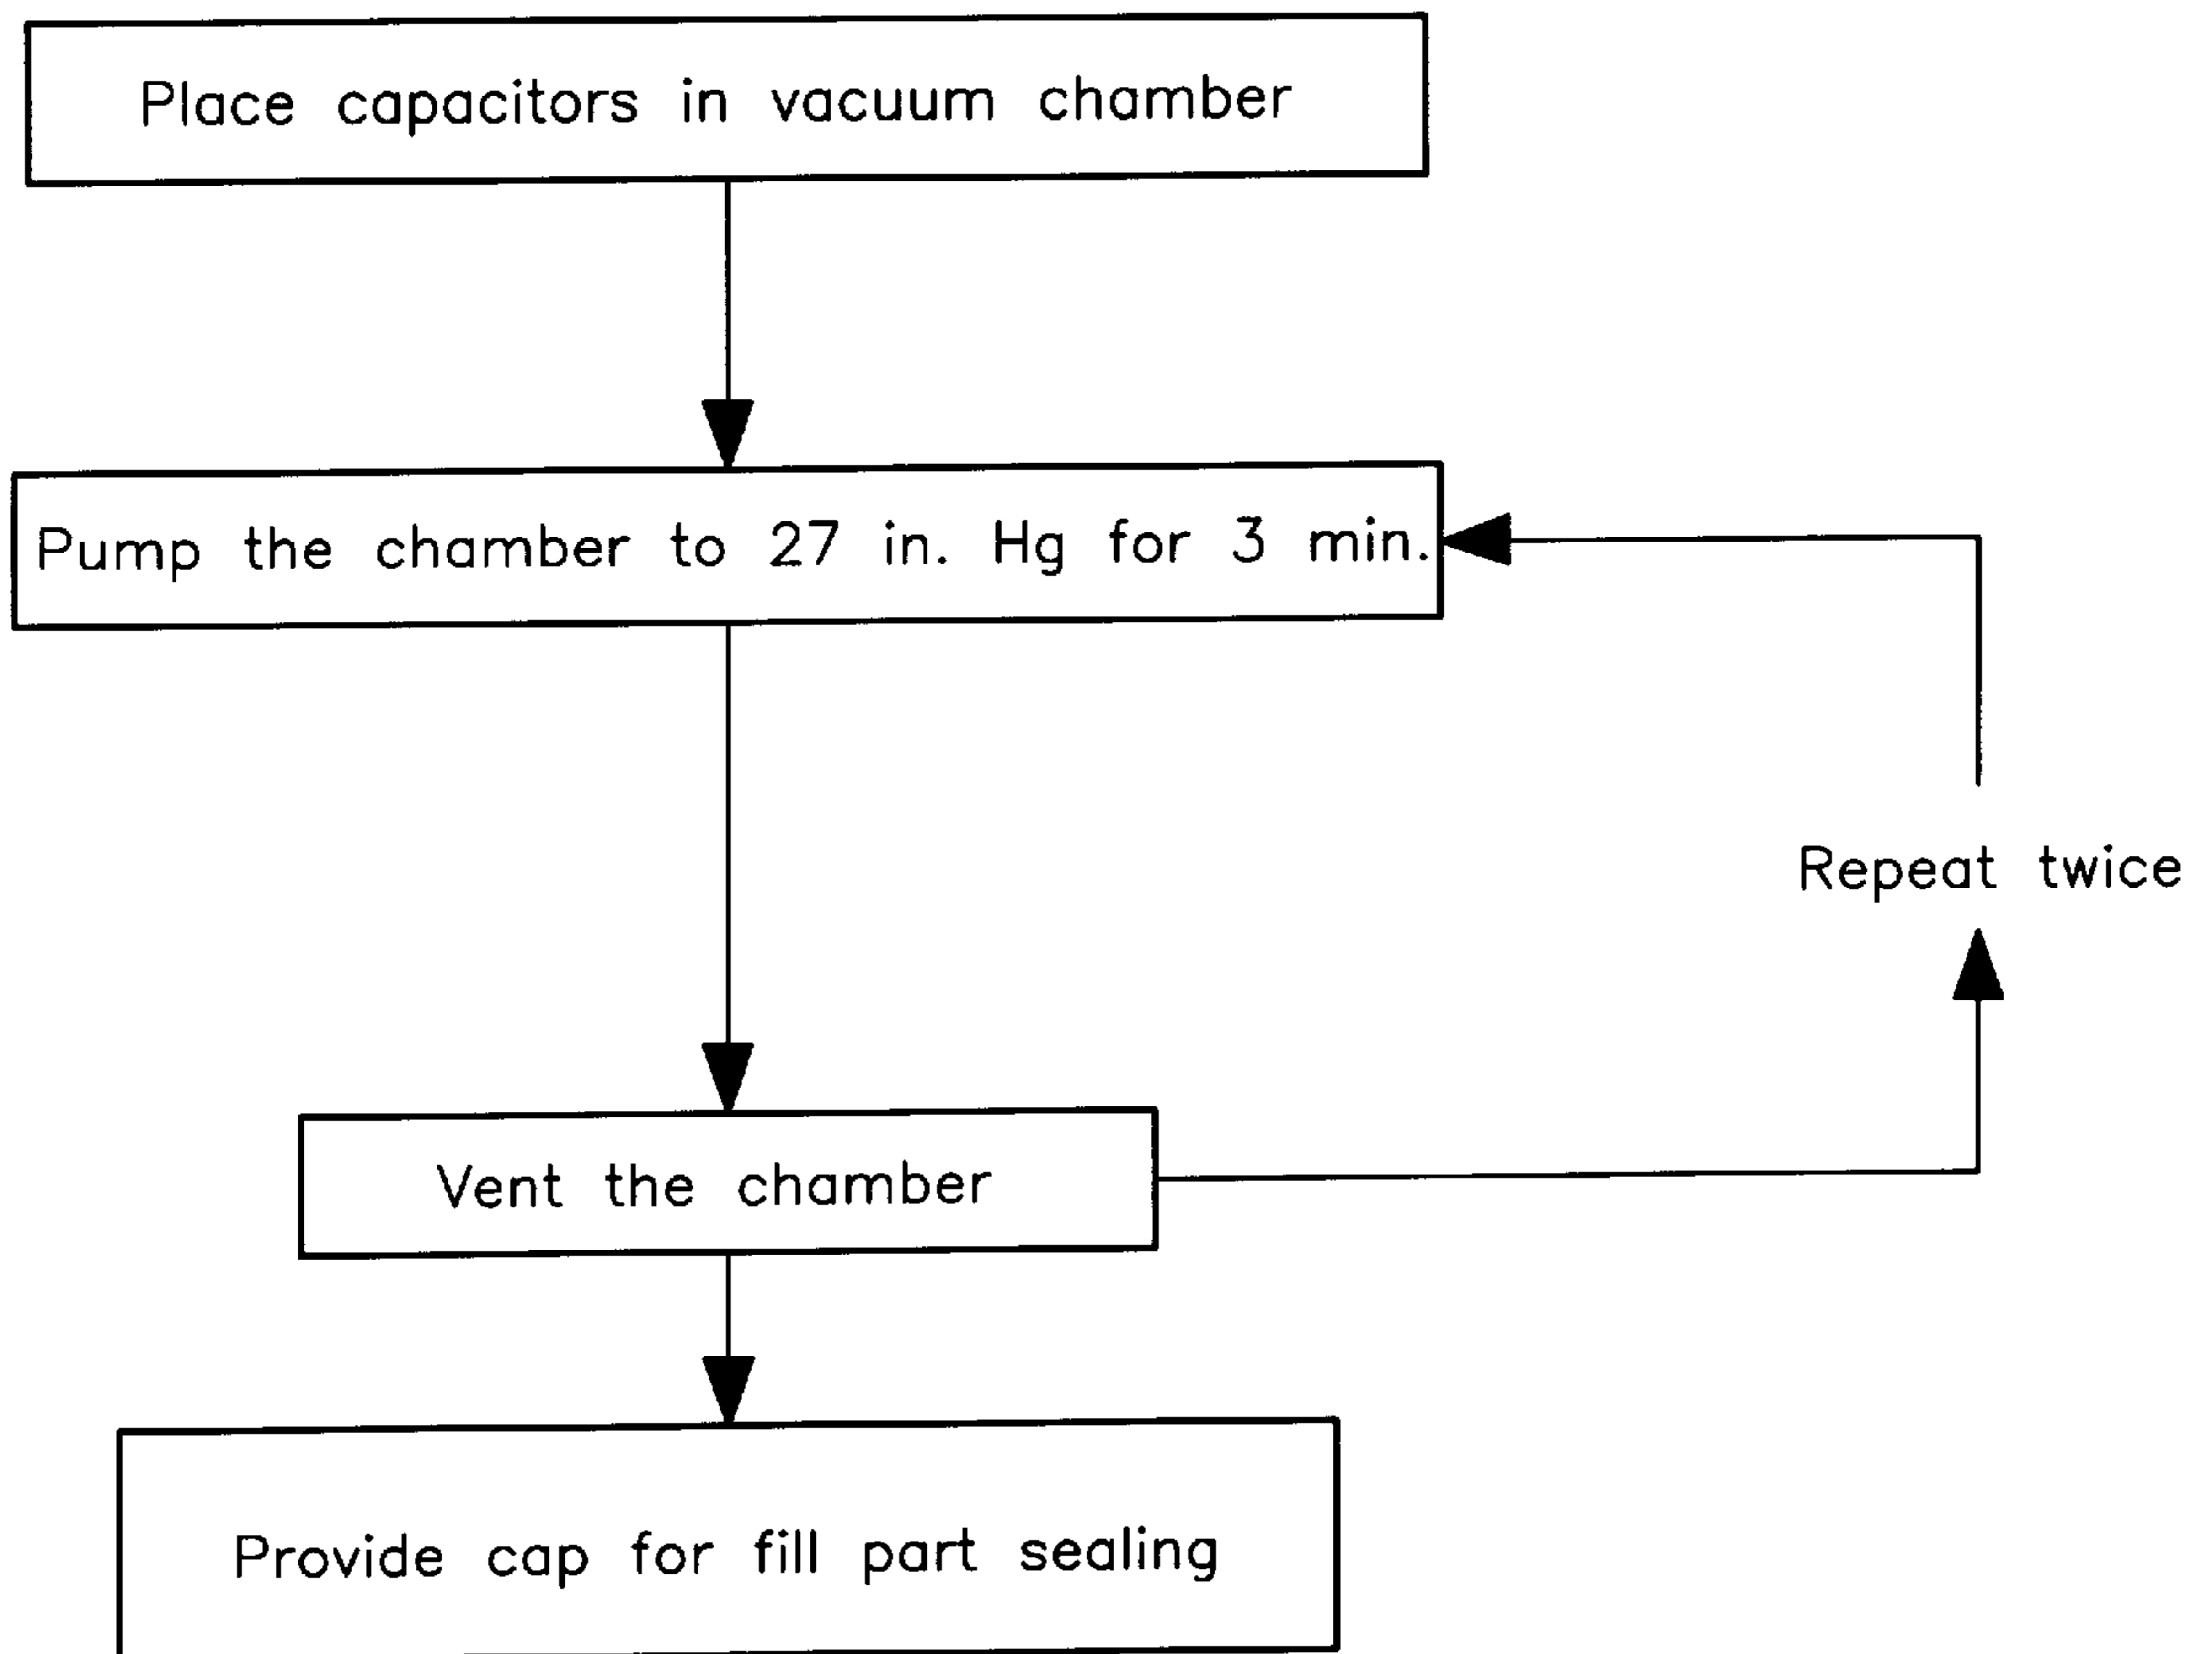 Place capacitors in vacuum chamber
Pump the chamber to 27 in. Hg for 3 min.
Repeat twice
Vent the chamber
Provide cap for fill part sealing